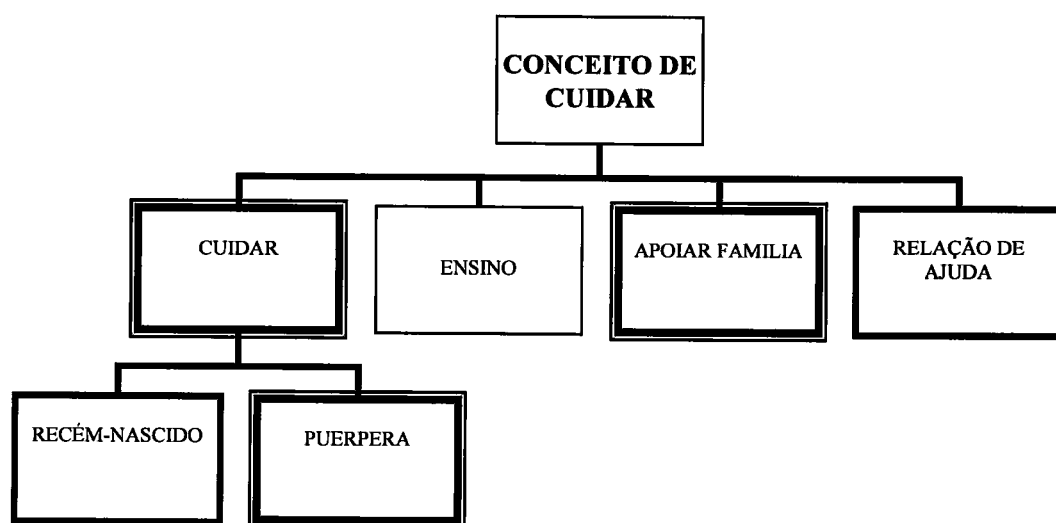 CONCEITO DE
CUIDAR
CUIDAR
ENSINO
APOIAR FAMILIA
RELAÇÃO DE
AJUDA
RECÉM-NASCIDO
PUERPERA